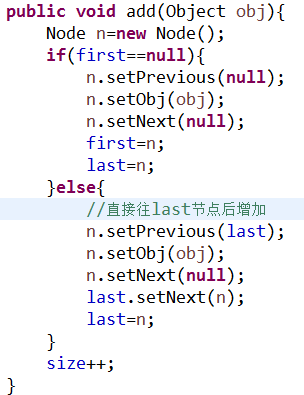 public void add(Object obj){
    Node n=new Node();
    if(first==null){
        n.setPrevious(null);
        n.setObj(obj);
        n.setNext(null);
        first=n;
        last=n;
    }else{
        //直接往last节点后增加
        n.setPrevious(last);
        n.setObj(obj);
        n.setNext(null);
        last.setNext(n);
        last=n;
    }
    size++;
}